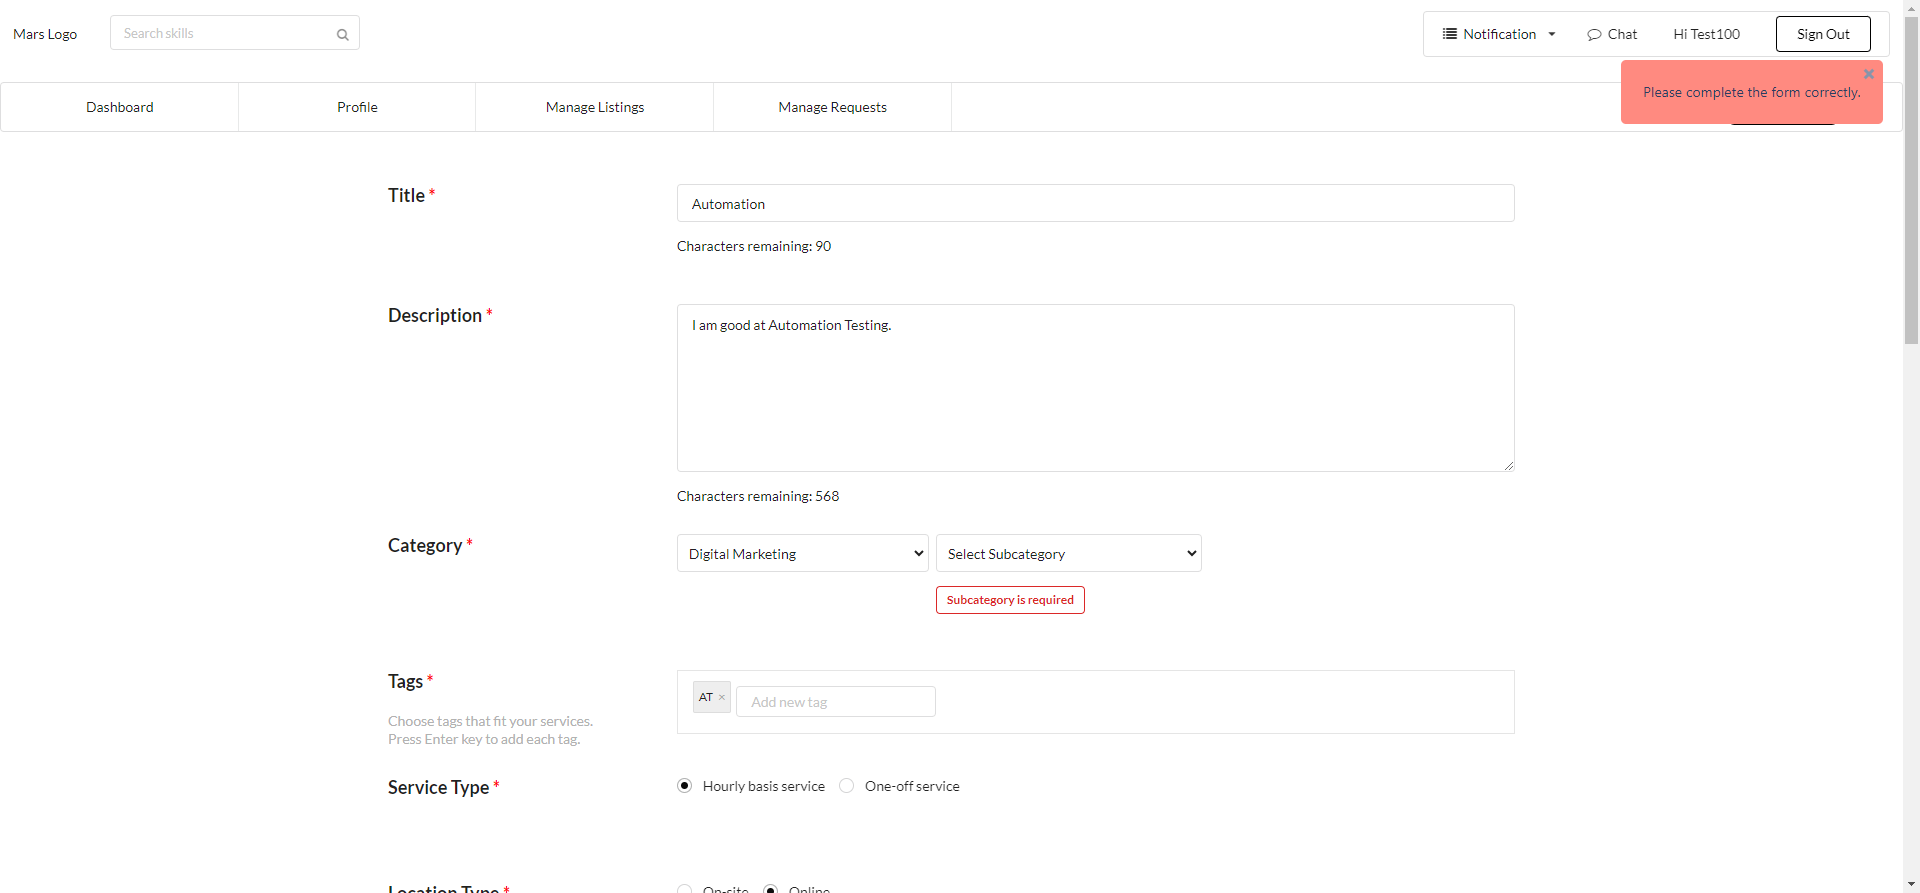 Mars Logo
Search skills
Notification
Chat
Hi Test100
Sign Out
Please complete the form correctly.
Dashboard
Profile
Manage Listings
Manage Requests
Title *
Automation
Characters remaining: 90
Description *
I am good at Automation Testing.
Characters remaining: 568
Category *
Digital Marketing
Select Subcategory
Subcategory is required
Tags *
Choose tags that fit your services.
Press Enter key to add each tag.
AT ×
Add new tag
Service Type *
Hourly basis service
One-off service
Location Type *
On-site
Online